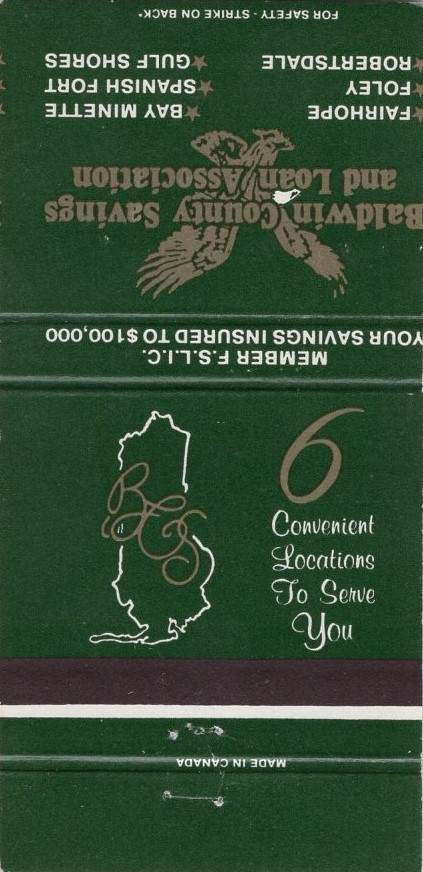 MEMBER F.S.L.I.C.
YOUR SAVINGS INSURED TO $100,000
Baldwin County Savings
and Loan Association
★FAIRHOPE ★BAY MINETTE
★FOLEY ★SPANISH FORT
★ROBERTSDALE ★GULF SHORES
FOR SAFETY - STRIKE ON BACK
6
Convenient
Locations
To Serve
You
BCS
MADE IN CANADA